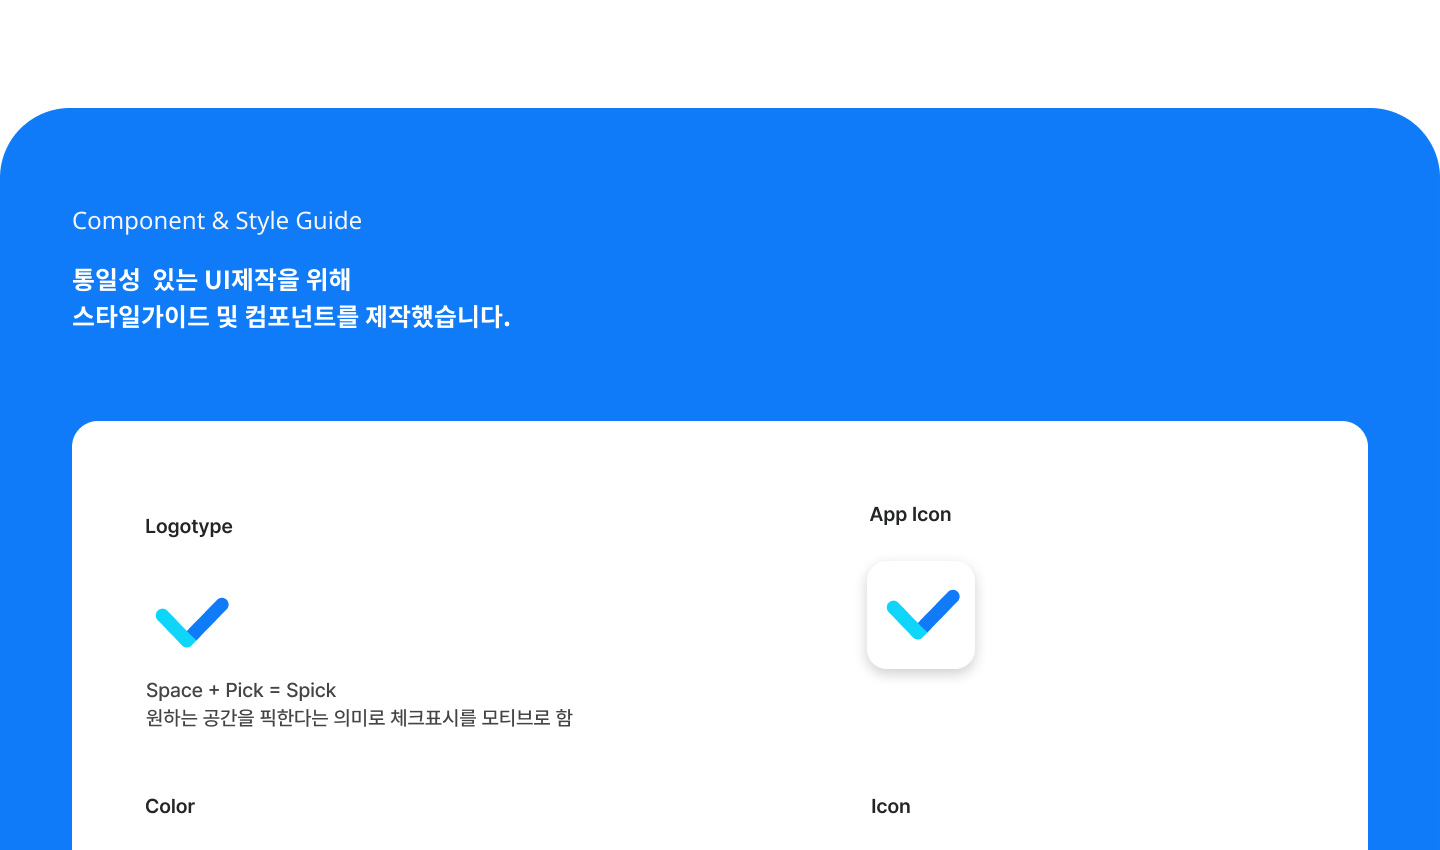 Component & Style Guide
통일성  있는 UI제작을 위해
스타일가이드 및 컴포넌트를 제작했습니다.
Logotype
Space + Pick = Spick
원하는 공간을 픽한다는 의미로 체크표시를 모티브로 함
App Icon
Color
Icon